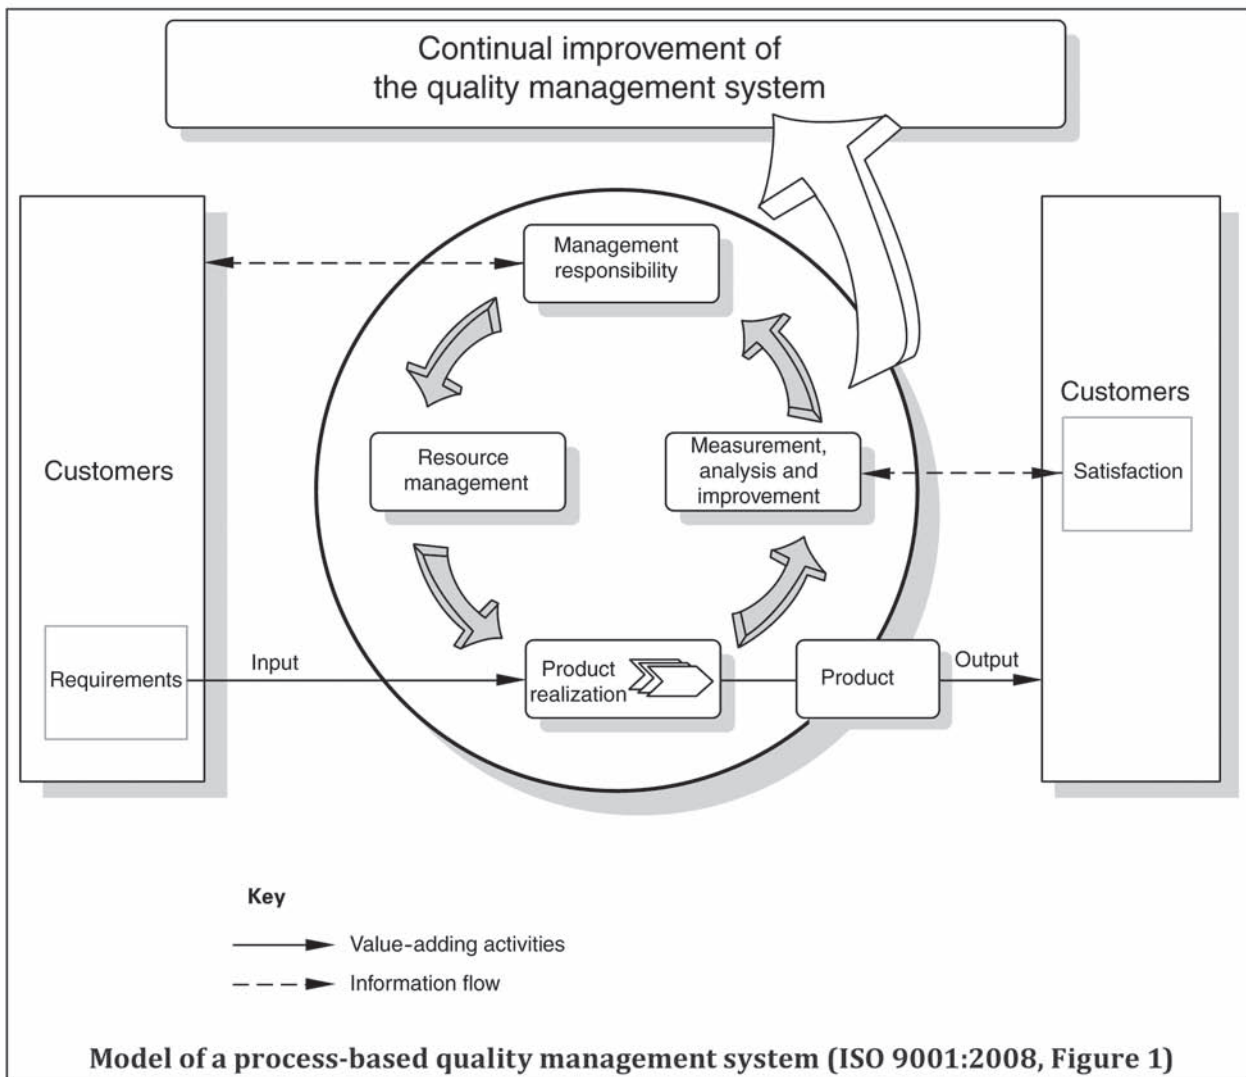 Continual improvement of
the quality management system
Management
responsibility
Customers
Resource
management
Measurement,
analysis and
improvement
Customers
Satisfaction
Requirements
Input
Product
realization
Product
Output
Key
Value-adding activities
Information flow
Model of a process-based quality management system (ISO 9001:2008, Figure 1)